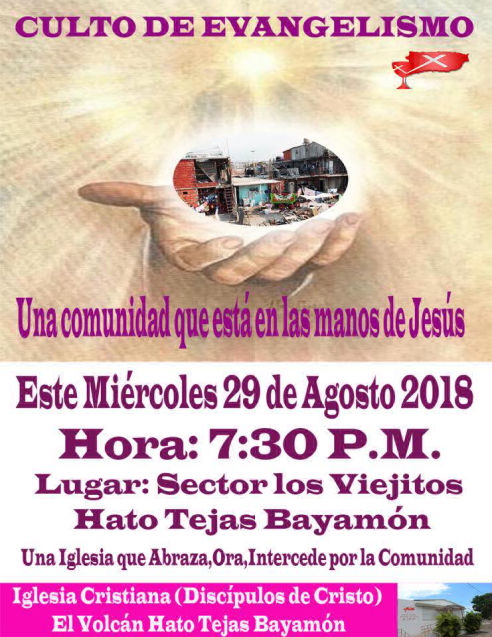 CULTO DE EVANGELISMO
Una comunidad que está en las manos de Jesús
Este Miércoles 29 de Agosto 2018
Hora: 7:30 P.M.
Lugar: Sector los Viejitos
Hato Tejas Bayamón
Una Iglesia que Abraza,Ora,Intercede por la Comunidad
Iglesia Cristiana (Discípulos de Cristo)
El Volcán Hato Tejas Bayamón